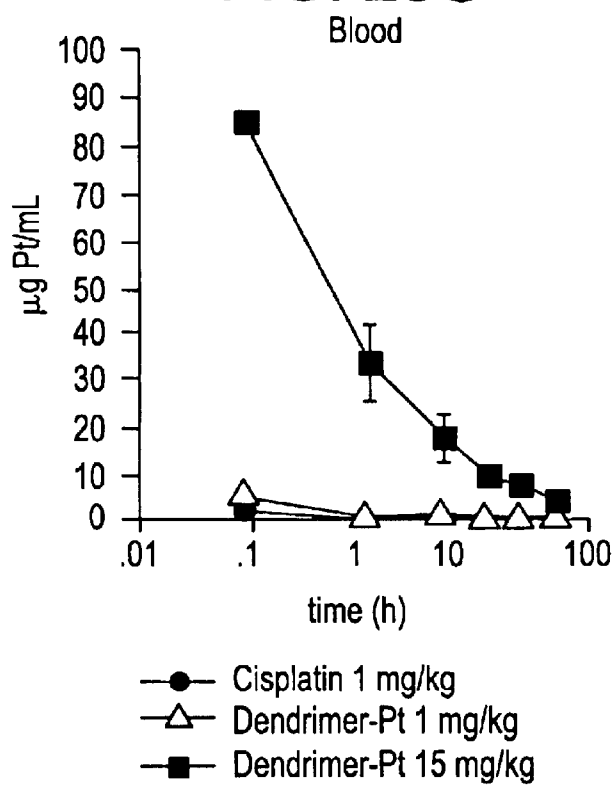 Blood
100
90
80
70
60
50
40
30
20
10
0
µg Pt/mL
.01 .1 1 10 100
time (h)
Cisplatin 1 mg/kg
Dendrimer-Pt 1 mg/kg
Dendrimer-Pt 15 mg/kg